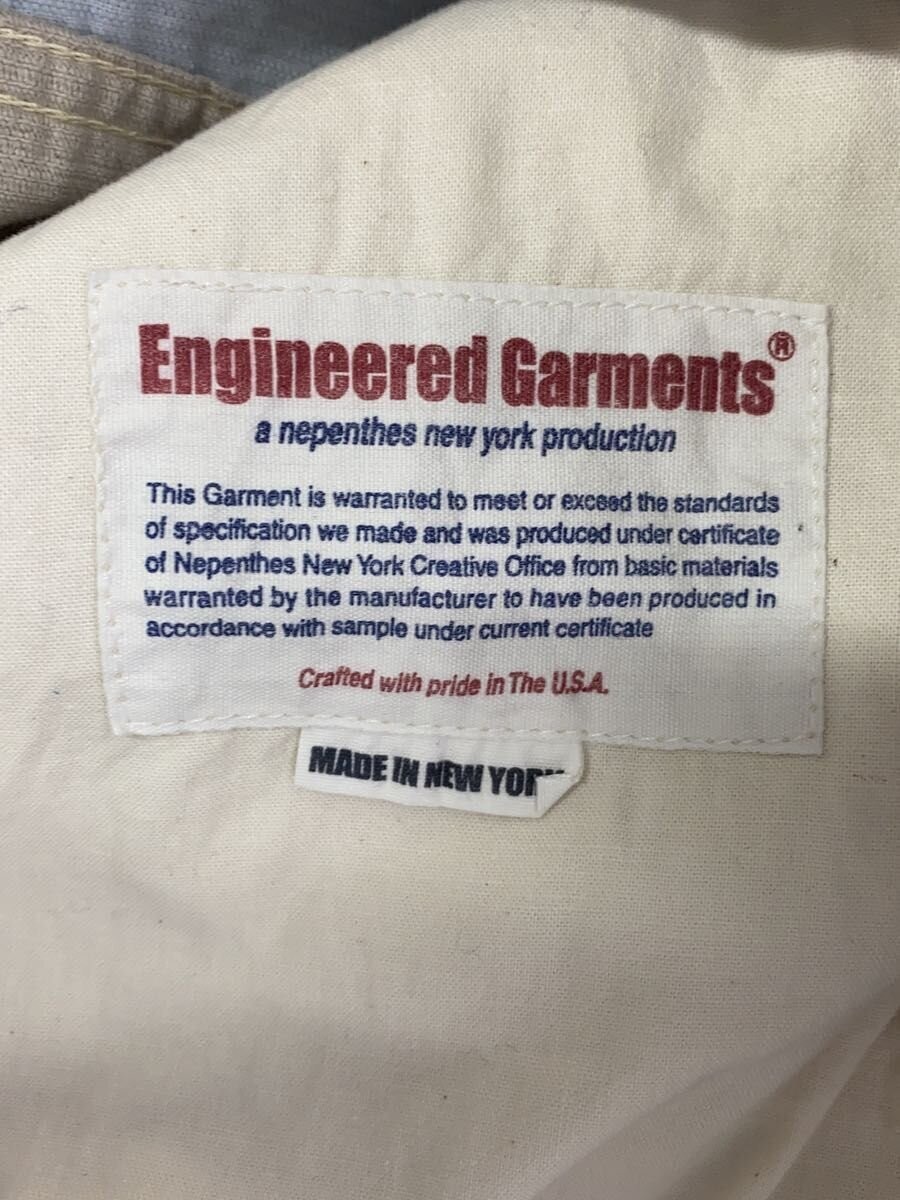 Engineered Garments®
a nepenthes new york production
This Garment is warranted to meet or exceed the standards
of specification we made and was produced under certificate
of Nepenthes New York Creative Office from basic materials
warranted by the manufacturer to have been produced in
accordance with sample under current certificate
Crafted with pride in The U.S.A.
MADE IN NEW YORK